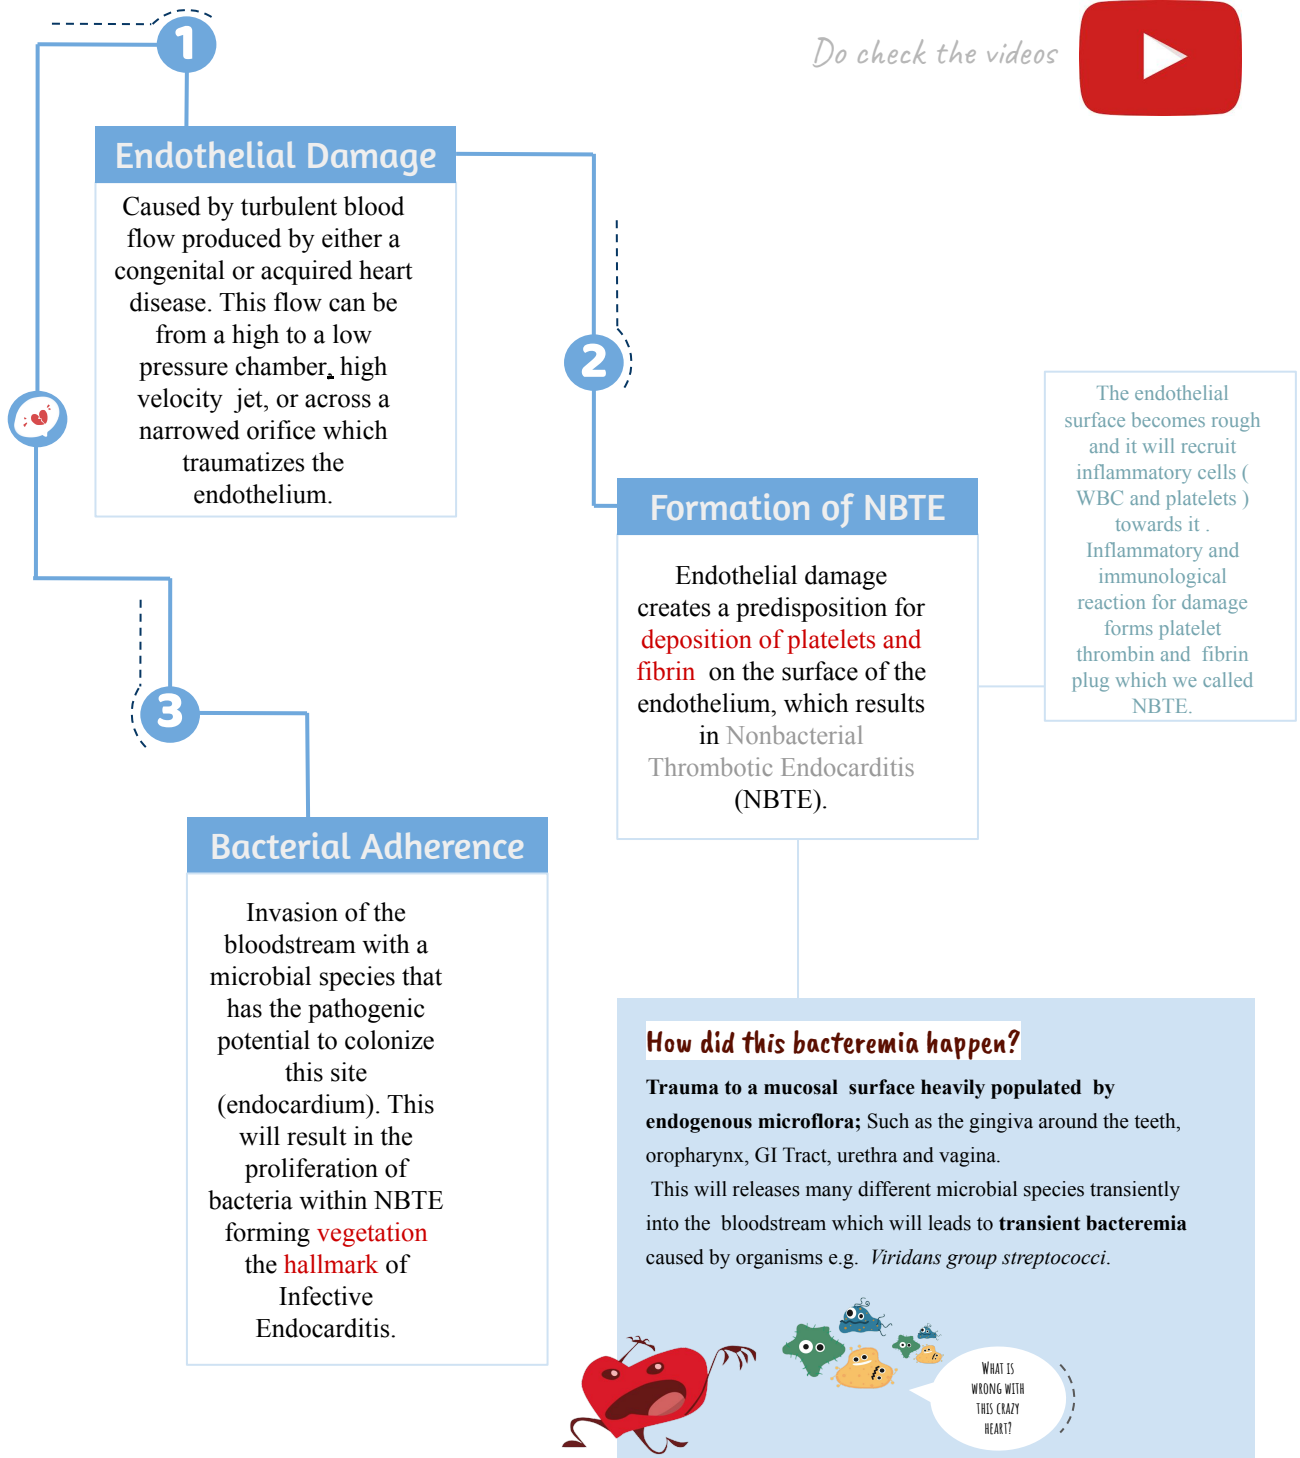 Do check the videos
1
Endothelial Damage
Caused by turbulent blood
flow produced by either a
congenital or acquired heart
disease. This flow can be
from a high to a low
pressure chamber, high
velocity jet, or across a
narrowed orifice which
traumatizes the
endothelium.
2
Formation of NBTE
Endothelial damage
creates a predisposition for
deposition of platelets and
fibrin on the surface of the
endothelium, which results
in Nonbacterial
Thrombotic Endocarditis
(NBTE).
The endothelial
surface becomes rough
and it will recruit
inflammatory cells (
WBC and platelets )
towards it .
Inflammatory and
immunological
reaction for damage
forms platelet
thrombin and fibrin
plug which we called
NBTE.
3
Bacterial Adherence
Invasion of the
bloodstream with a
microbial species that
has the pathogenic
potential to colonize
this site
(endocardium). This
will result in the
proliferation of
bacteria within NBTE
forming vegetation
the hallmark of
Infective
Endocarditis.
How did this bacteremia happen?
Trauma to a mucosal surface heavily populated by
endogenous microflora; Such as the gingiva around the teeth,
oropharynx, GI Tract, urethra and vagina.
This will releases many different microbial species transiently
into the bloodstream which will leads to transient bacteremia
caused by organisms e.g. Viridans group streptococci.
What is
wrong with
this crazy
heart?